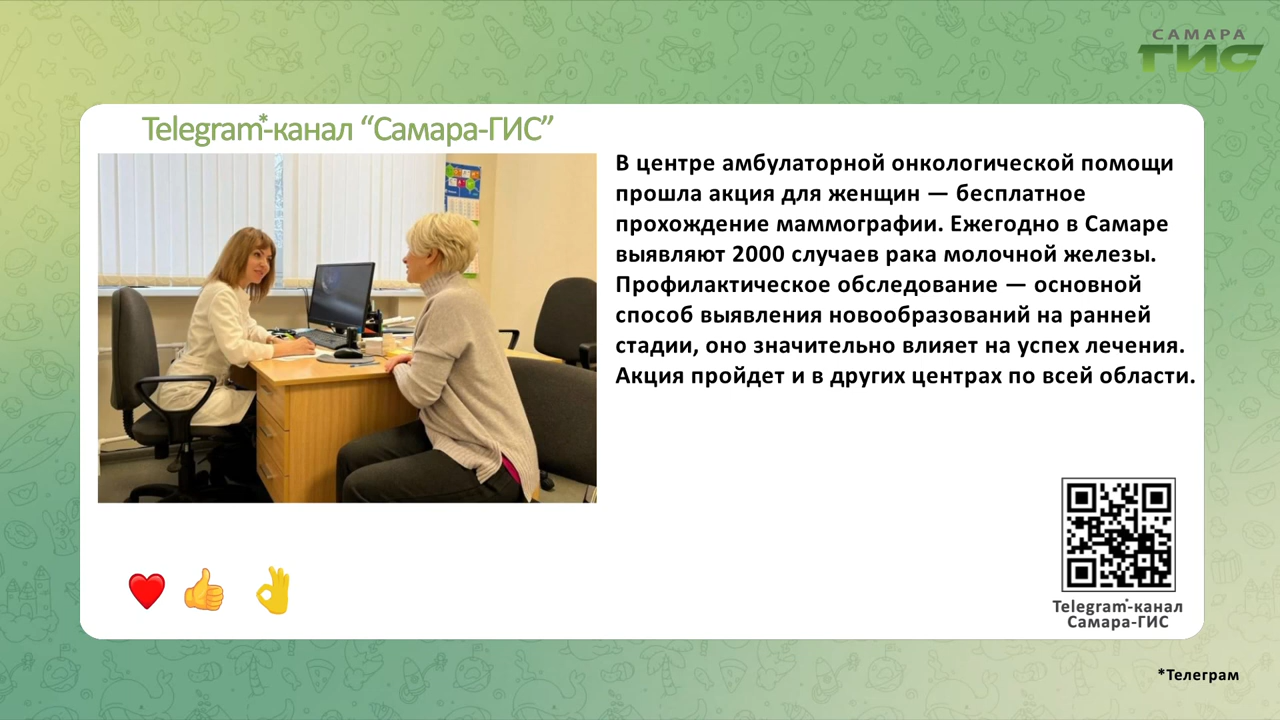 САМАРА
ГИС
Telegram*-канал “Самара-ГИС”
В центре амбулаторной онкологической помощи
прошла акция для женщин — бесплатное
прохождение маммографии. Ежегодно в Самаре
выявляют 2000 случаев рака молочной железы.
Профилактическое обследование — основной
способ выявления новообразований на ранней
стадии, оно значительно влияет на успех лечения.
Акция пройдет и в других центрах по всей области.
Telegram*-канал
Самара-ГИС
*Телеграм